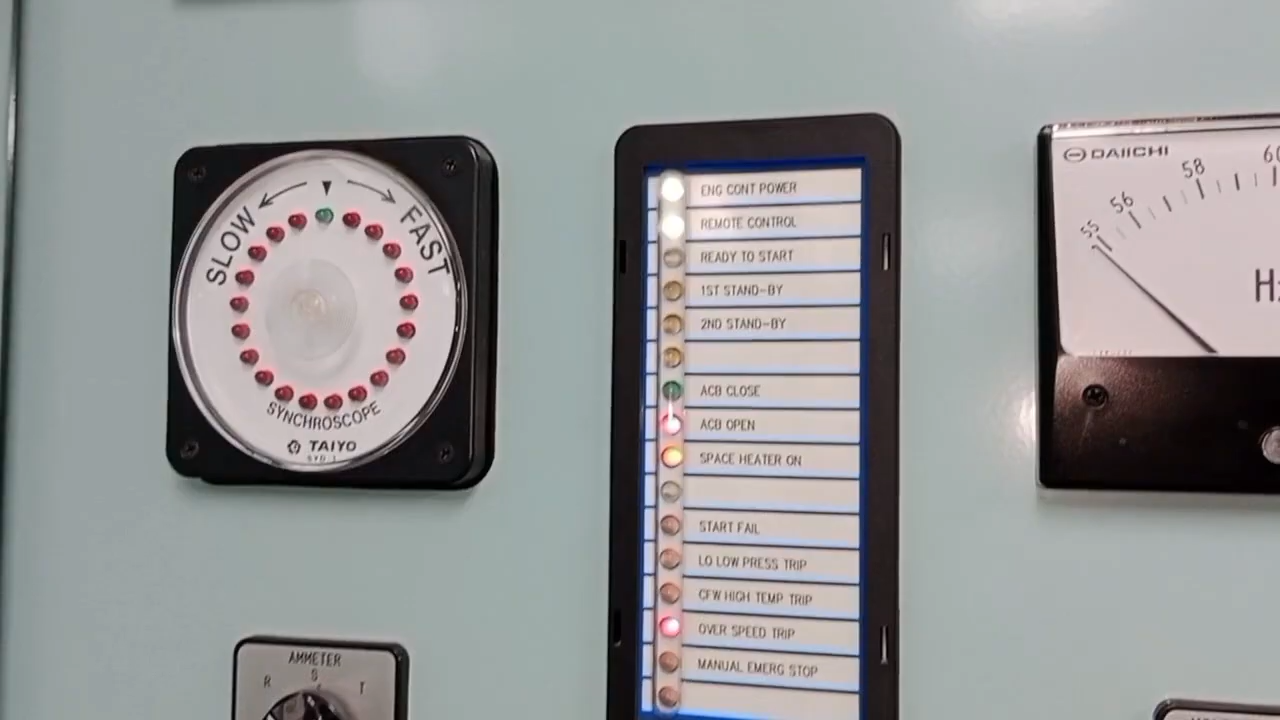 SLOW
FAST
SYNCHROSCOPE
TAIYO
ENG CONT POWER
REMOTE CONTROL
READY TO START
1ST STAND-BY
2ND STAND-BY
ACB CLOSE
ACB OPEN
SPACE HEATER ON
START FAIL
LO LOW PRESS TRIP
CFW HIGH TEMP TRIP
OVER SPEED TRIP
MANUAL EMERG STOP
DAIICHI
55 56 58 60
AMMETER
R S T